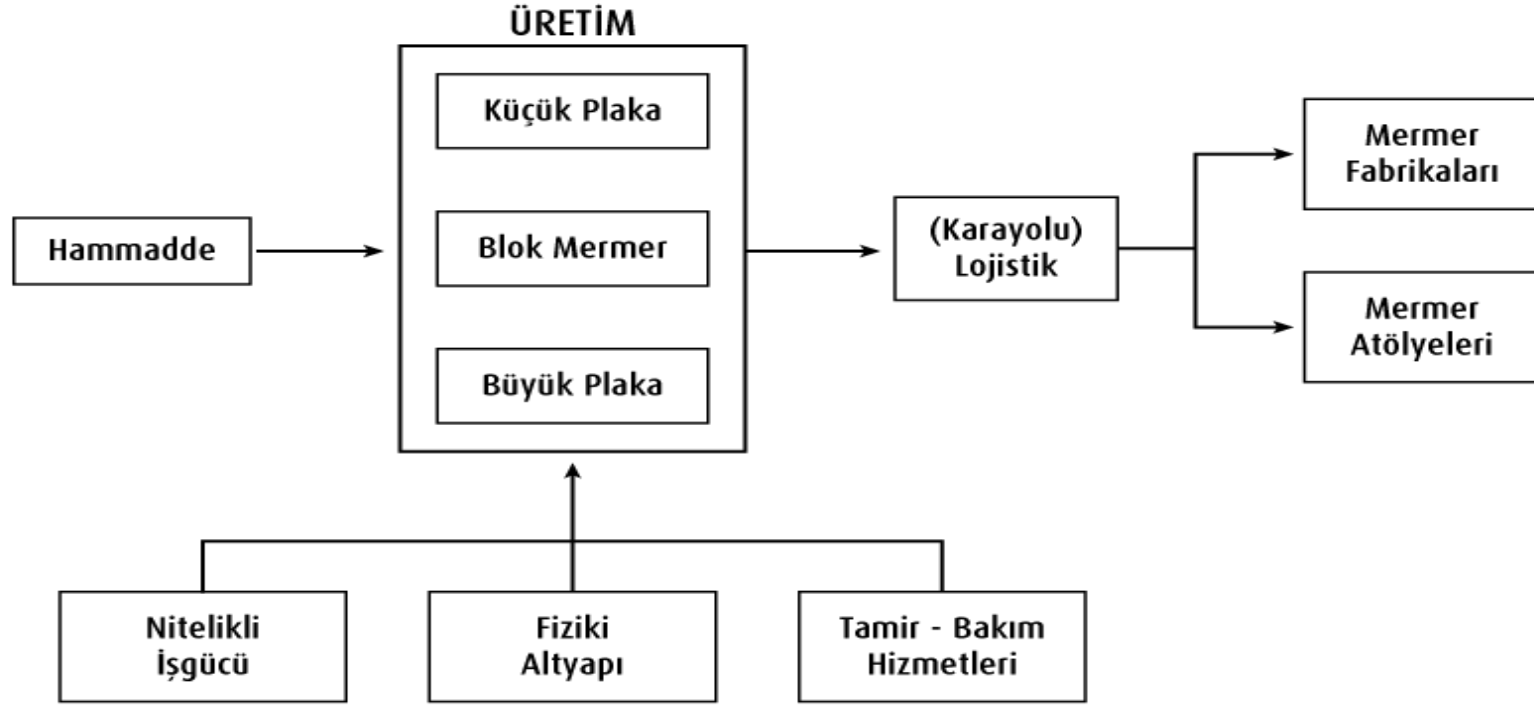 ÜRETİM
Küçük Plaka
Blok Mermer
Büyük Plaka
Hammadde
(Karayolu)
Lojistik
Mermer
Fabrikaları
Mermer
Atölyeleri
Nitelikli
İşgücü
Fiziki
Altyapı
Tamir - Bakım
Hizmetleri